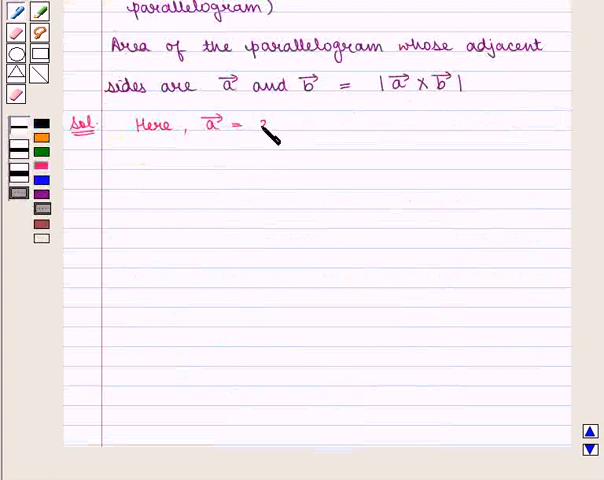 parallelogram)
Area of the parallelogram whose adjacent
sides are a⃗ and b⃗ = |a⃗ × b⃗|
Sol. Here, a⃗ =